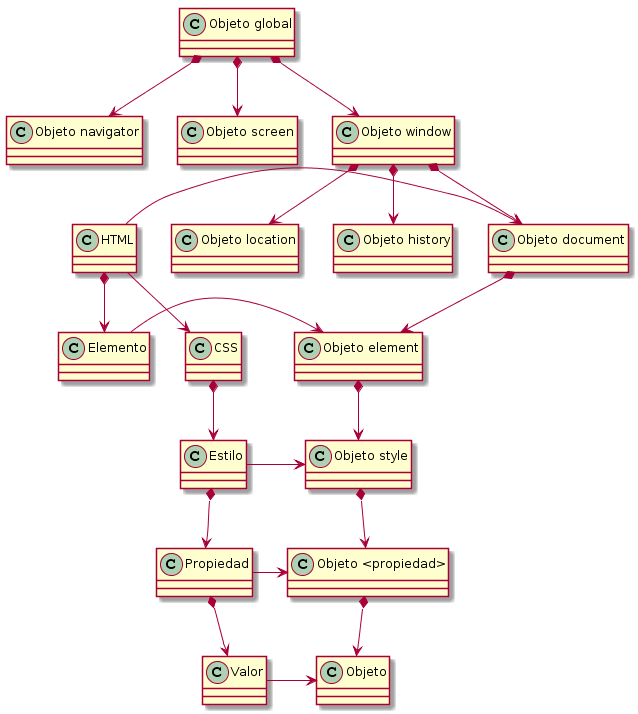 C Objeto global
C Objeto navigator
C Objeto screen
C Objeto window
C HTML
C Objeto location
C Objeto history
C Objeto document
C Elemento
C CSS
C Objeto element
C Estilo
C Objeto style
C Propiedad
C Objeto <propiedad>
C Valor
C Objeto